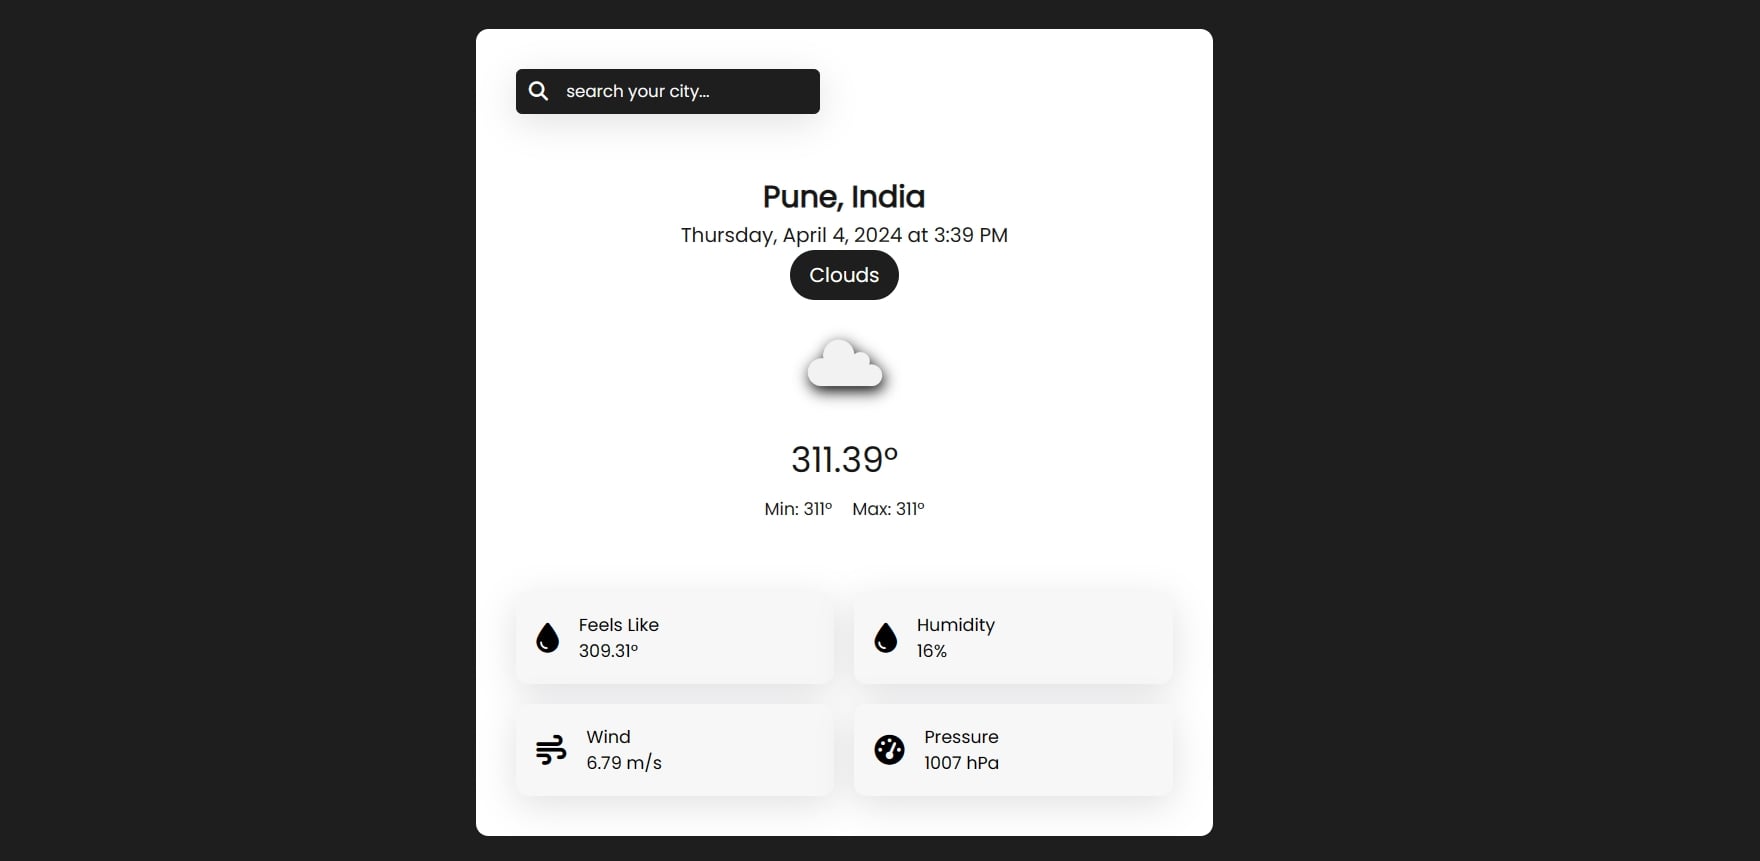 search your city...
Pune, India
Thursday, April 4, 2024 at 3:39 PM
Clouds
311.39°
Min: 311° Max: 311°
Feels Like
309.31°
Humidity
16%
Wind
6.79 m/s
Pressure
1007 hPa